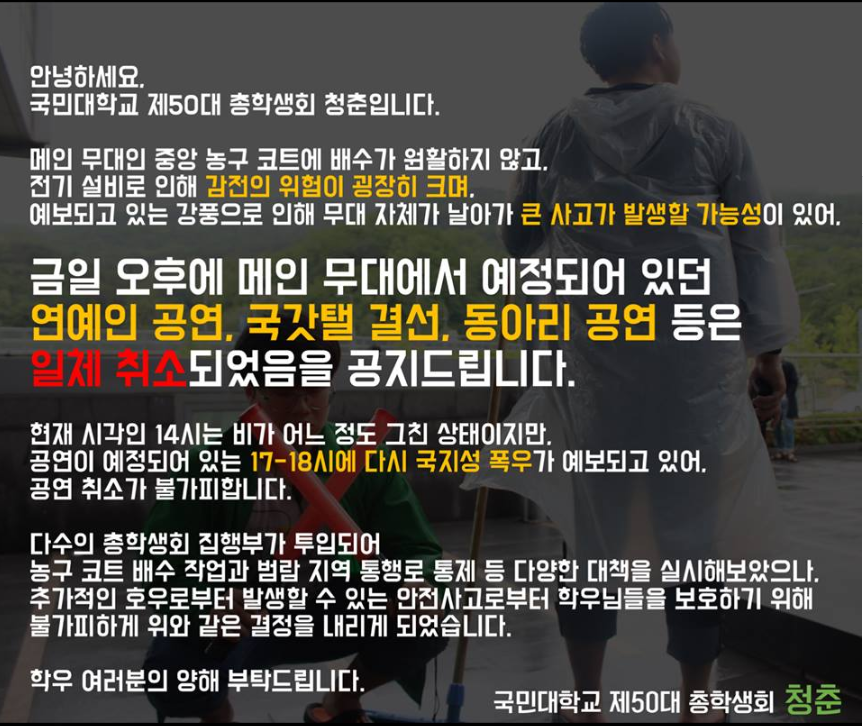 안녕하세요,
국민대학교 제50대 총학생회 청춘입니다.
메인 무대인 중앙 농구 코트에 배수가 원활하지 않고,
전기 설비로 인해 감전의 위험이 굉장히 크며,
예보되고 있는 강풍으로 인해 무대 자체가 날아가 큰 사고가 발생할 가능성이 있어,
금일 오후에 메인 무대에서 예정되어 있던
연예인 공연, 국갓탤 결선, 동아리 공연 등은
일체 취소되었음을 공지드립니다.
현재 시각인 14시는 비가 어느 정도 그친 상태이지만,
공연이 예정되어 있는 17-18시에 다시 국지성 폭우가 예보되고 있어,
공연 취소가 불가피합니다.
다수의 총학생회 집행부가 투입되어
농구 코트 배수 작업과 범람 지역 통행로 통제 등 다양한 대책을 실시해보았으나,
추가적인 호우로부터 발생할 수 있는 안전사고로부터 학우님들을 보호하기 위해
불가피하게 위와 같은 결정을 내리게 되었습니다.
학우 여러분의 양해 부탁드립니다.
국민대학교 제50대 총학생회 청춘